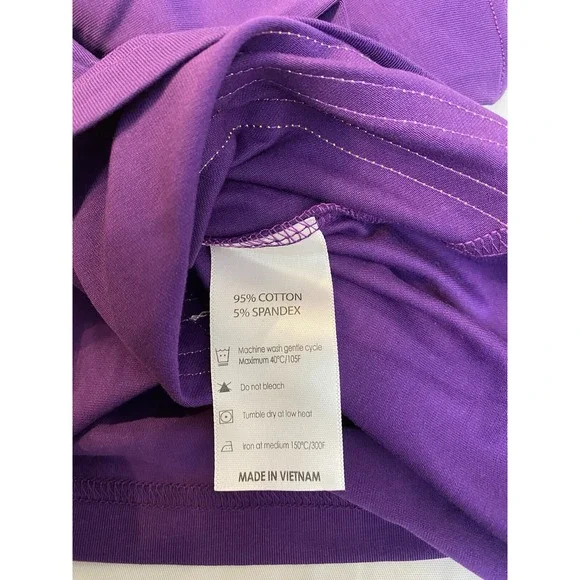 95% COTTON
5% SPANDEX
Machine wash gentle cycle
Maximum 40°C/105F
Do not bleach
Tumble dry at low heat
Iron at medium 150°C/300F
MADE IN VIETNAM